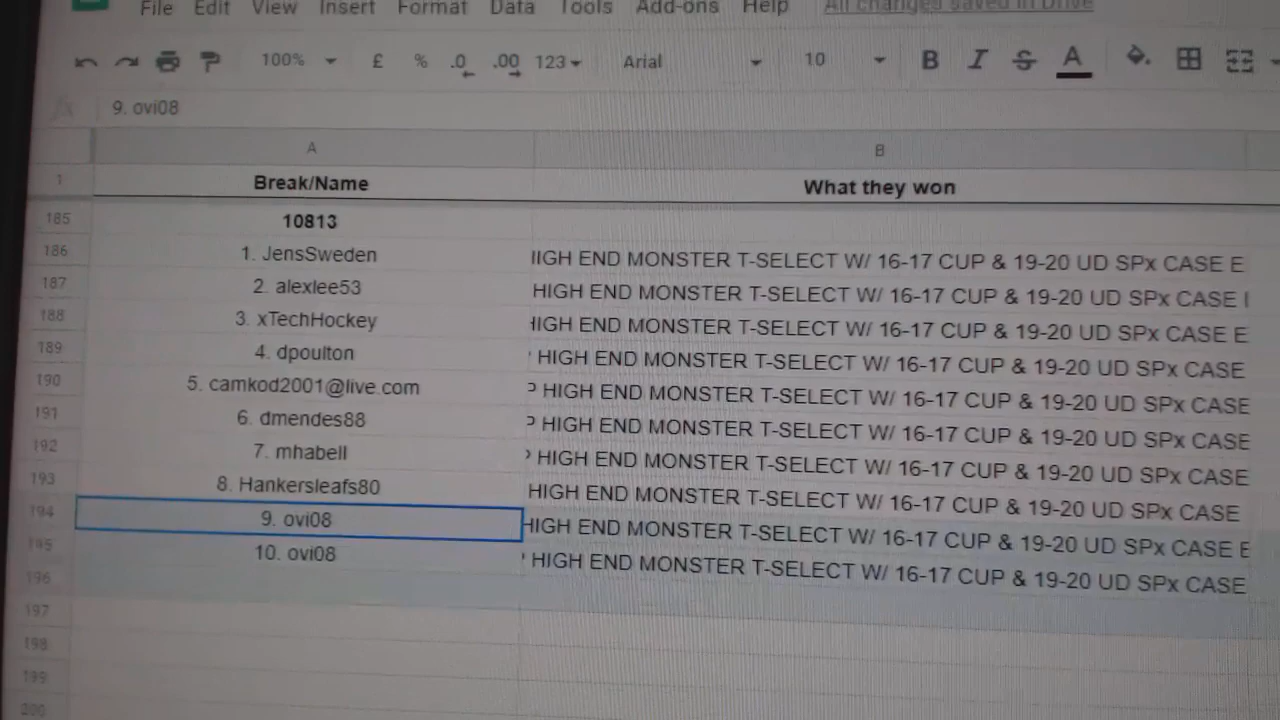 File Edit View Insert Format Data Tools Add-ons Help All changes saved in Drive
100% £ % .0 .00 123 Arial 10 B I S A
fx 9. ovi08
A B
1 Break/Name What they won
185 10813
186 1. JensSweden HIGH END MONSTER T-SELECT W/ 16-17 CUP & 19-20 UD SPx CASE E
187 2. alexlee53 HIGH END MONSTER T-SELECT W/ 16-17 CUP & 19-20 UD SPx CASE
188 3. xTechHockey HIGH END MONSTER T-SELECT W/ 16-17 CUP & 19-20 UD SPx CASE E
189 4. dpoulton HIGH END MONSTER T-SELECT W/ 16-17 CUP & 19-20 UD SPx CASE
190 5. camkod2001@live.com HIGH END MONSTER T-SELECT W/ 16-17 CUP & 19-20 UD SPx CASE
191 6. dmendes88 HIGH END MONSTER T-SELECT W/ 16-17 CUP & 19-20 UD SPx CASE
192 7. mhabell HIGH END MONSTER T-SELECT W/ 16-17 CUP & 19-20 UD SPx CASE
193 8. Hankersleafs80 HIGH END MONSTER T-SELECT W/ 16-17 CUP & 19-20 UD SPx CASE
194 9. ovi08 HIGH END MONSTER T-SELECT W/ 16-17 CUP & 19-20 UD SPx CASE E
195 10. ovi08 HIGH END MONSTER T-SELECT W/ 16-17 CUP & 19-20 UD SPx CASE
196
197
198
199
200